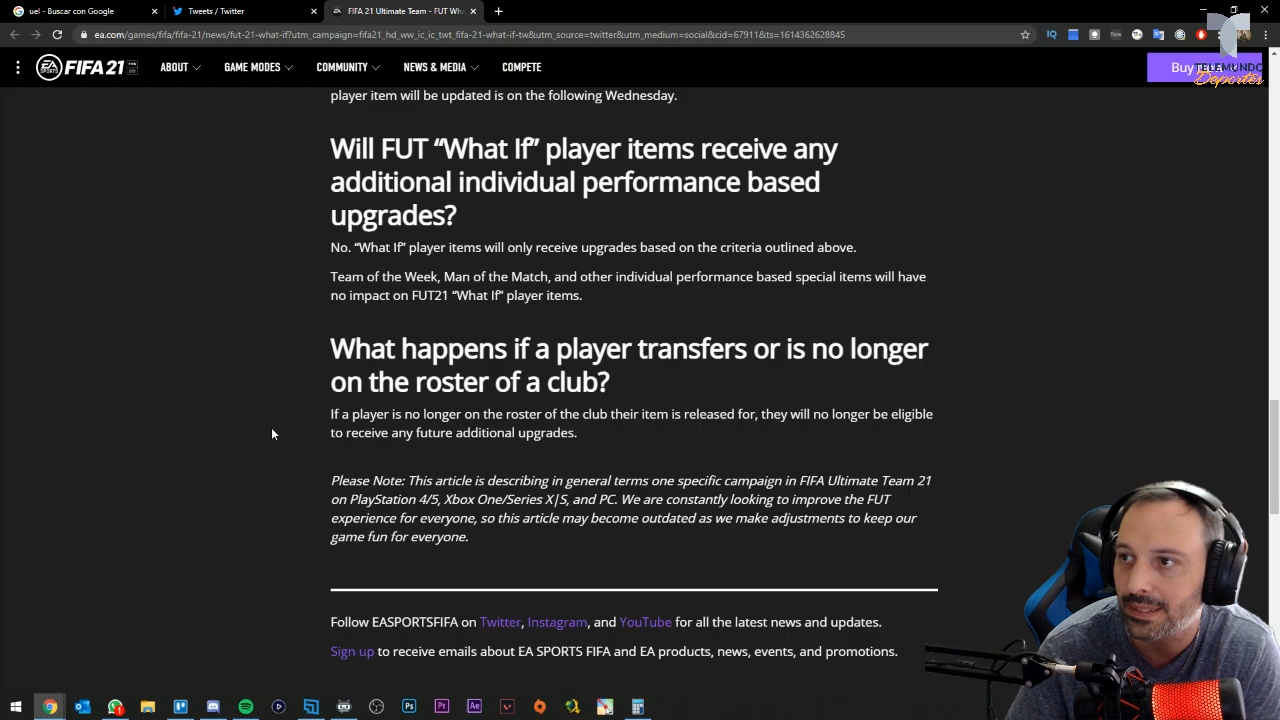 ue! - Buscar con Google
Tweets / Twitter
FIFA 21 Ultimate Team - FUT Wh
ea.com/games/fifa/fifa-21/news/fut-21-what-if?utm_campaign=fifa21_hd_ww_ic_ic_twt_fifa-21-what-if-tw&utm_source=twitter&utm_medium=social&cid=67911&ts=1614362628845
EA SPORTS FIFA 21
ABOUT
GAME MODES
COMMUNITY
NEWS & MEDIA
COMPETE
Buy
TELEMUNDO
Deportes
player item will be updated is on the following Wednesday.
Will FUT “What If” player items receive any
additional individual performance based
upgrades?
No. “What If” player items will only receive upgrades based on the criteria outlined above.
Team of the Week, Man of the Match, and other individual performance based special items will have
no impact on FUT21 “What If” player items.
What happens if a player transfers or is no longer
on the roster of a club?
If a player is no longer on the roster of the club their item is released for, they will no longer be eligible
to receive any future additional upgrades.
Please Note: This article is describing in general terms one specific campaign in FIFA Ultimate Team 21
on PlayStation 4/5, Xbox One/Series X|S, and PC. We are constantly looking to improve the FUT
experience for everyone, so this article may become outdated as we make adjustments to keep our
game fun for everyone.
Follow EASPORTSFIFA on Twitter, Instagram, and YouTube for all the latest news and updates.
Sign up to receive emails about EA SPORTS FIFA and EA products, news, events, and promotions.